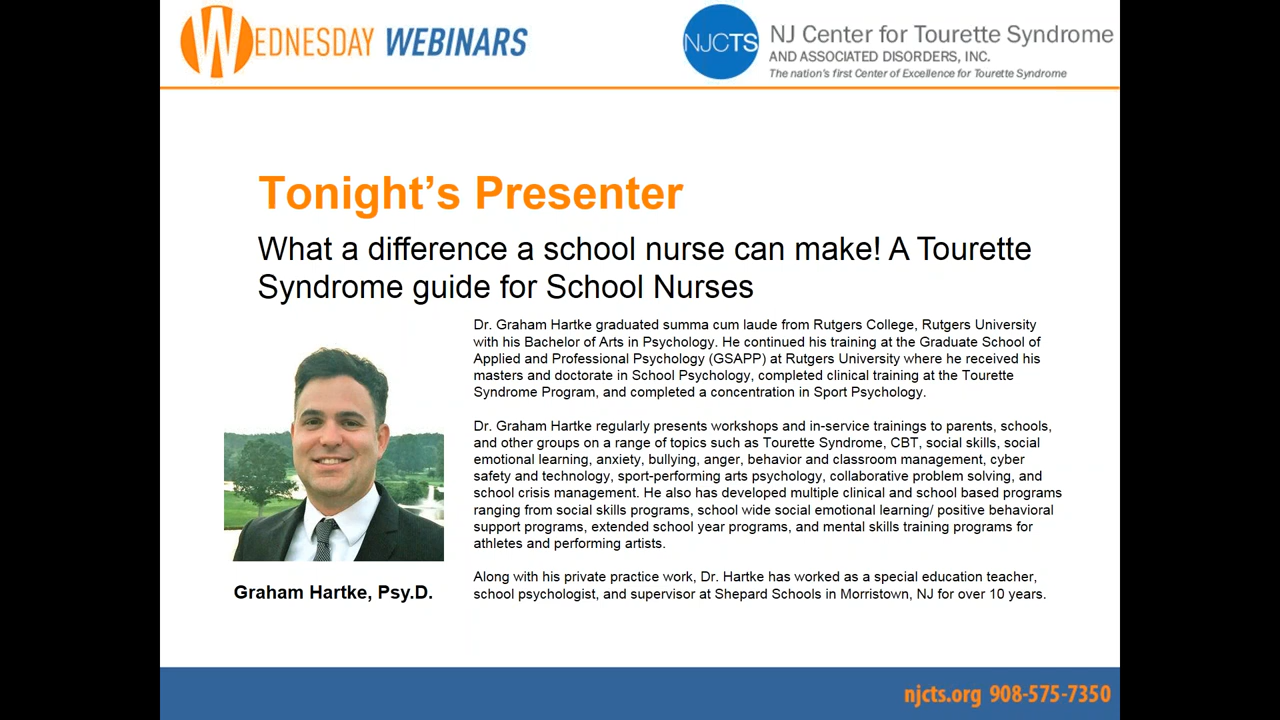 WEDNESDAY WEBINARS
NJCTS
NJ Center for Tourette Syndrome
AND ASSOCIATED DISORDERS, INC.
The nation's first Center of Excellence for Tourette Syndrome
Tonight’s Presenter
What a difference a school nurse can make! A Tourette
Syndrome guide for School Nurses
Dr. Graham Hartke graduated summa cum laude from Rutgers College, Rutgers University
with his Bachelor of Arts in Psychology. He continued his training at the Graduate School of
Applied and Professional Psychology (GSAPP) at Rutgers University where he received his
masters and doctorate in School Psychology, completed clinical training at the Tourette
Syndrome Program, and completed a concentration in Sport Psychology.
Dr. Graham Hartke regularly presents workshops and in-service trainings to parents, schools,
and other groups on a range of topics such as Tourette Syndrome, CBT, social skills, social
emotional learning, anxiety, bullying, anger, behavior and classroom management, cyber
safety and technology, sport-performing arts psychology, collaborative problem solving, and
school crisis management. He also has developed multiple clinical and school based programs
ranging from social skills programs, school wide social emotional learning/ positive behavioral
support programs, extended school year programs, and mental skills training programs for
athletes and performing artists.
Along with his private practice work, Dr. Hartke has worked as a special education teacher,
school psychologist, and supervisor at Shepard Schools in Morristown, NJ for over 10 years.
Graham Hartke, Psy.D.
njcts.org 908-575-7350